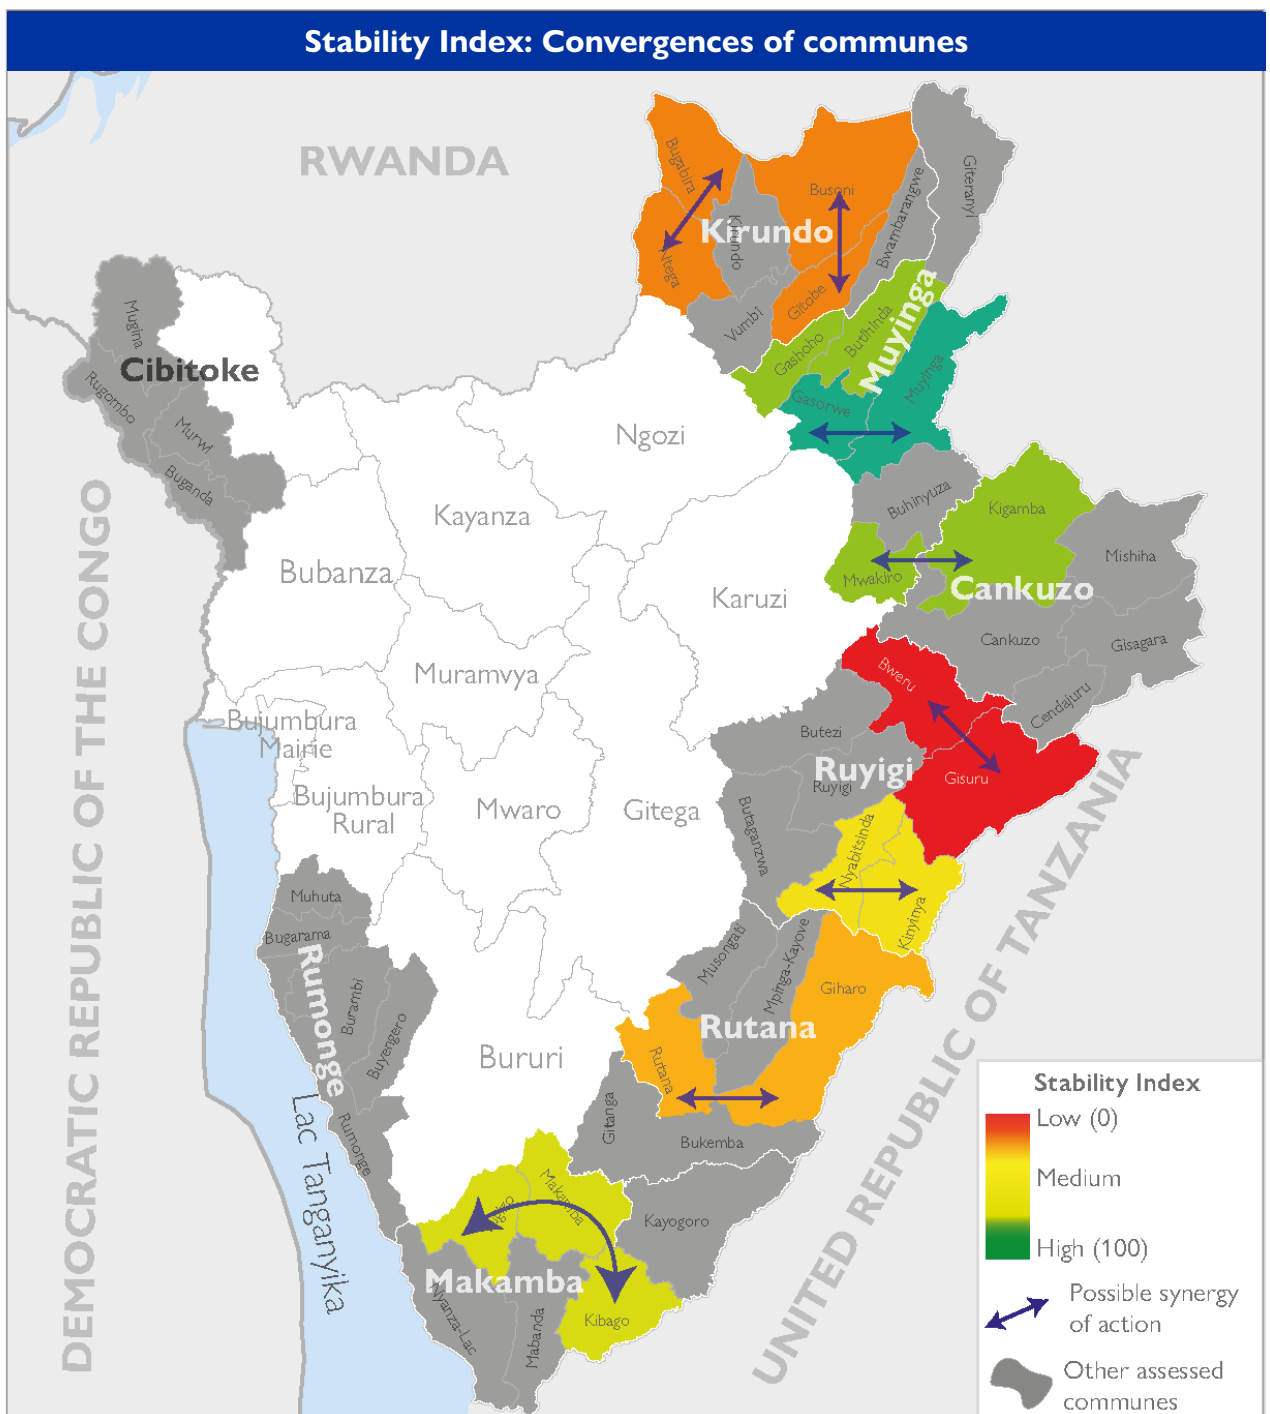 Stability Index: Convergences of communes
RWANDA
DEMOCRATIC REPUBLIC OF THE CONGO
UNITED REPUBLIC OF TANZANIA
Lac Tanganyika
Kirundo
Bugabira
Ntega
Kirundo
Vumbi
Busoni
Gitobe
Bwambarangwe
Giteranyi
Muyinga
Gashoho
Butihinda
Gasorwe
Muyinga
Buhinyuza
Mwakiro
Cibitoke
Mugina
Rugombo
Murwi
Buganda
Ngozi
Kayanza
Bubanza
Karuzi
Muramvya
Bujumbura
Mairie
Bujumbura
Rural
Mwaro
Gitega
Bururi
Cankuzo
Kigamba
Mishiha
Cankuzo
Gisagara
Cendajuru
Ruyigi
Bweru
Butezi
Ruyigi
Gisuru
Butaganzwa
Nyabitsinda
Kinyinya
Rutana
Musongati
Mpinga-Kayove
Giharo
Rutana
Gitanga
Bukemba
Rumonge
Muhuta
Bugarama
Burambi
Buyengero
Rumonge
Makamba
Makamba
Kayogoro
Nyanza-Lac
Mabanda
Kibago
Stability Index
Low (0)
Medium
High (100)
Possible synergy
of action
Other assessed
communes